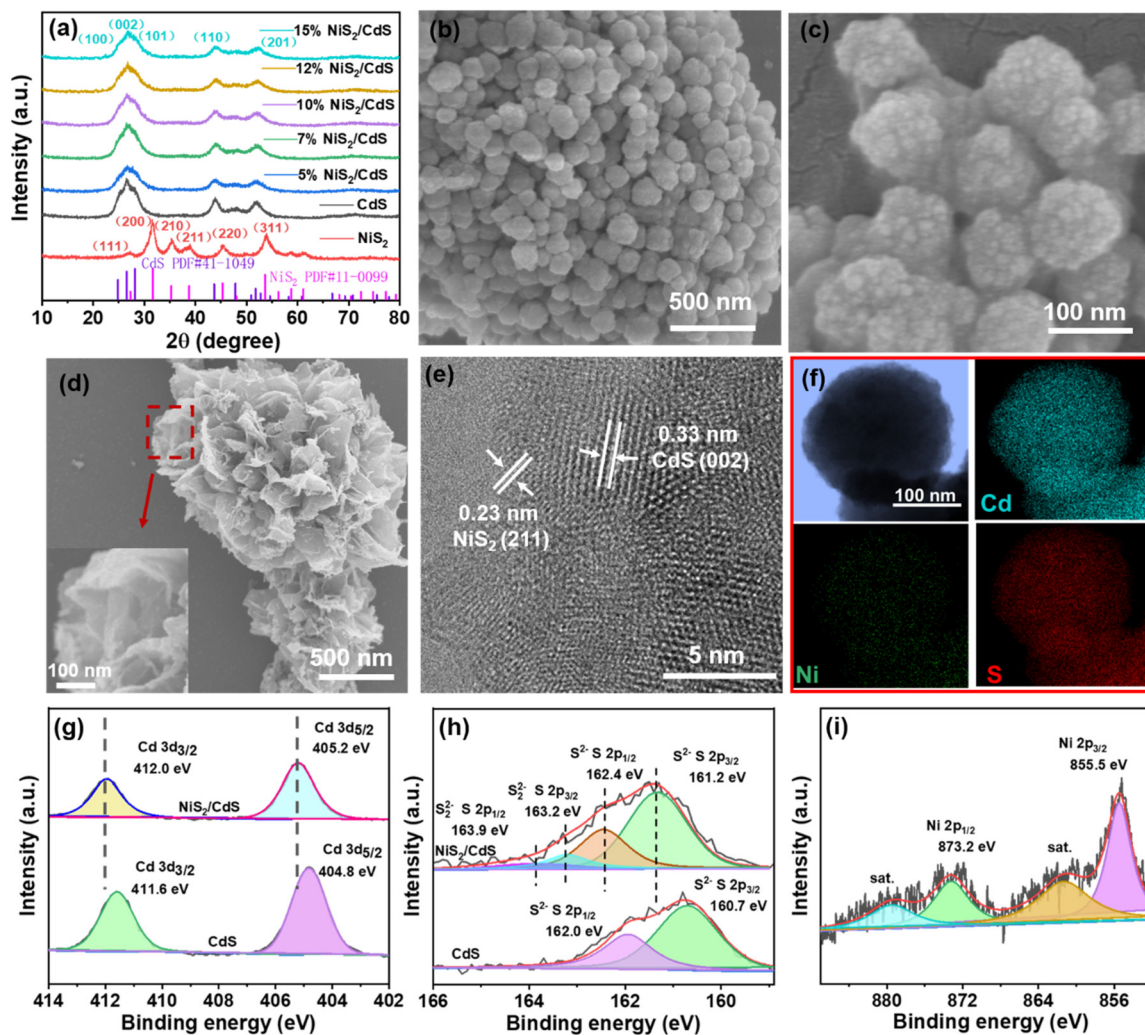 (a)
(002)
(100)
(101)
(110)
(201)
15% NiS₂/CdS
12% NiS₂/CdS
10% NiS₂/CdS
7% NiS₂/CdS
5% NiS₂/CdS
CdS
NiS₂
(111)
(200)
(210)
(211)
(220)
(311)
CdS PDF#41-1049
NiS₂ PDF#11-0099
Intensity (a.u.)
10 20 30 40 50 60 70 80
2θ (degree)
(b)
500 nm
(c)
100 nm
(d)
100 nm
500 nm
(e)
0.23 nm
NiS₂ (211)
0.33 nm
CdS (002)
5 nm
(f)
100 nm
Cd
Ni
S
(g)
Cd 3d₃/₂
412.0 eV
Cd 3d₅/₂
405.2 eV
NiS₂/CdS
Cd 3d₃/₂
411.6 eV
Cd 3d₅/₂
404.8 eV
CdS
Intensity (a.u.)
414 412 410 408 406 404 402
Binding energy (eV)
(h)
S²⁻ S 2p₁/₂
162.4 eV
S²⁻ S 2p₃/₂
161.2 eV
S₂²⁻ S 2p₃/₂
163.2 eV
S₂²⁻ S 2p₁/₂
163.9 eV
NiS₂/CdS
S²⁻ S 2p₁/₂
162.0 eV
S²⁻ S 2p₃/₂
160.7 eV
CdS
Intensity (a.u.)
166 164 162 160
Binding energy (eV)
(i)
Ni 2p₃/₂
855.5 eV
Ni 2p₁/₂
873.2 eV
sat.
sat.
Intensity (a.u.)
880 872 864 856
Binding energy (eV)